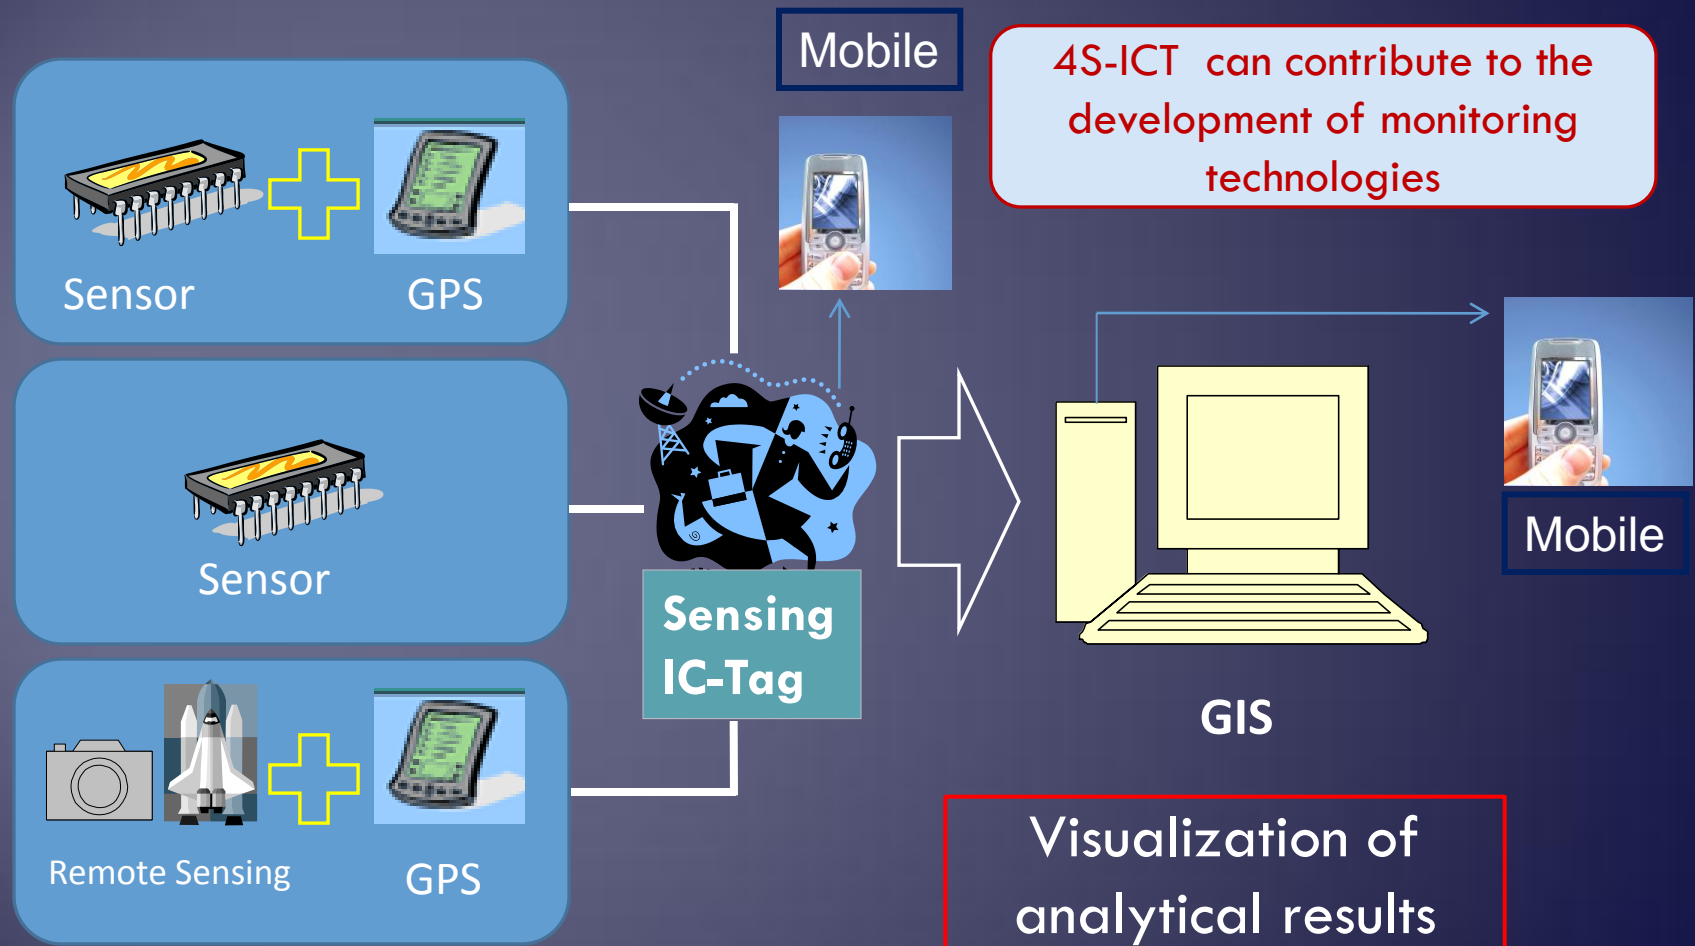 Mobile
4S-ICT can contribute to the
development of monitoring
technologies
Sensor
GPS
Sensor
Mobile
Sensing
IC-Tag
GIS
Remote Sensing
GPS
Visualization of
analytical results